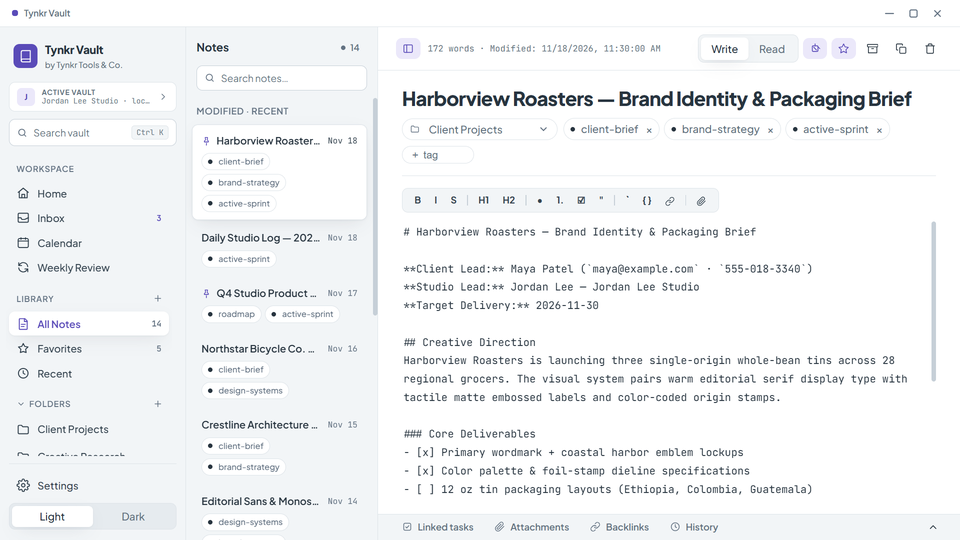 Tynkr Vault
Tynkr Vault
by Tynkr Tools & Co.
J
ACTIVE VAULT
Jordan Lee Studio · loc…
Search vault
Ctrl K
WORKSPACE
Home
Inbox
3
Calendar
Weekly Review
LIBRARY
+
All Notes
14
Favorites
5
Recent
FOLDERS
+
Client Projects
Creative Research
Settings
Light
Dark
Notes
14
Search notes...
MODIFIED · RECENT
Harborview Roaster…
Nov 18
client-brief
brand-strategy
active-sprint
Daily Studio Log — 202…
Nov 18
active-sprint
Q4 Studio Product …
Nov 17
roadmap
active-sprint
Northstar Bicycle Co. …
Nov 16
client-brief
design-systems
Crestline Architecture …
Nov 15
client-brief
brand-strategy
Editorial Sans & Monos…
Nov 14
design-systems
172 words · Modified: 11/18/2026, 11:30:00 AM
Write
Read
Harborview Roasters — Brand Identity & Packaging Brief
Client Projects
client-brief ×
brand-strategy ×
active-sprint ×
+ tag
B I S H1 H2 • 1. ☑ " ` {}
# Harborview Roasters — Brand Identity & Packaging Brief
**Client Lead:** Maya Patel (`maya@example.com` · `555-018-3340`)
**Studio Lead:** Jordan Lee — Jordan Lee Studio
**Target Delivery:** 2026-11-30
## Creative Direction
Harborview Roasters is launching three single-origin whole-bean tins across 28
regional grocers. The visual system pairs warm editorial serif display type with
tactile matte embossed labels and color-coded origin stamps.
### Core Deliverables
- [x] Primary wordmark + coastal harbor emblem lockups
- [x] Color palette & foil-stamp dieline specifications
- [ ] 12 oz tin packaging layouts (Ethiopia, Colombia, Guatemala)
Linked tasks
Attachments
Backlinks
History